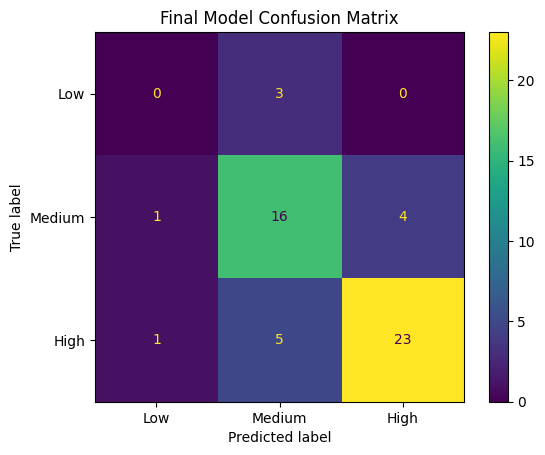 Final Model Confusion Matrix
True label
Low 0 3 0
Medium 1 16 4
High 1 5 23
Low Medium High
Predicted label
20
15
10
5
0